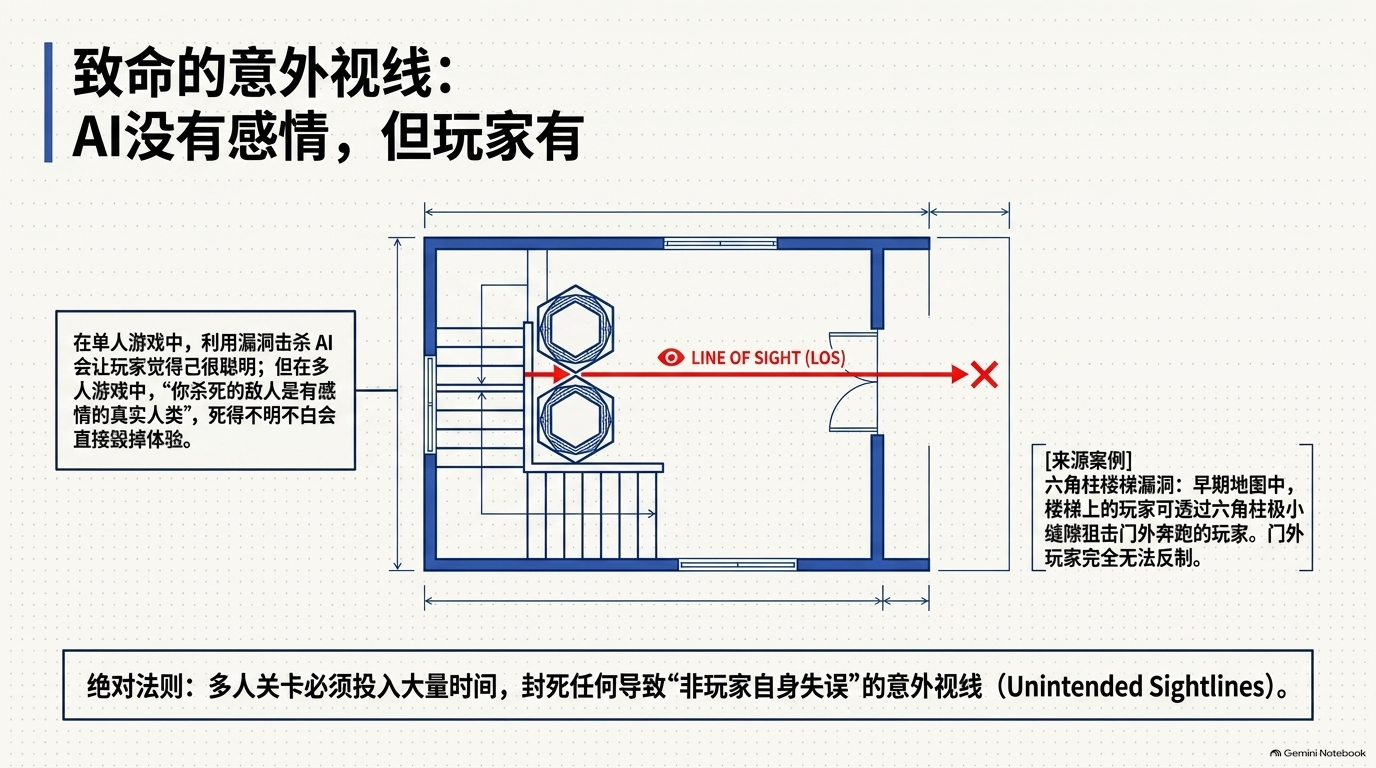 致命的意外视线：
AI没有感情，但玩家有
LINE OF SIGHT (LOS)
在单人游戏中，利用漏洞击杀 AI
会让玩家觉得己很聪明；但在多
人游戏中，“你杀死的敌人是有感
情的真实人类”，死得不明不白会
直接毁掉体验。
[来源案例]
六角柱楼梯漏洞：早期地图中，
楼梯上的玩家可透过六角柱极小
缝隙狙击门外奔跑的玩家。门外
玩家完全无法反制。
绝对法则：多人关卡必须投入大量时间，封死任何导致“非玩家自身失误”的意外视线（Unintended Sightlines）。
Gemini Notebook